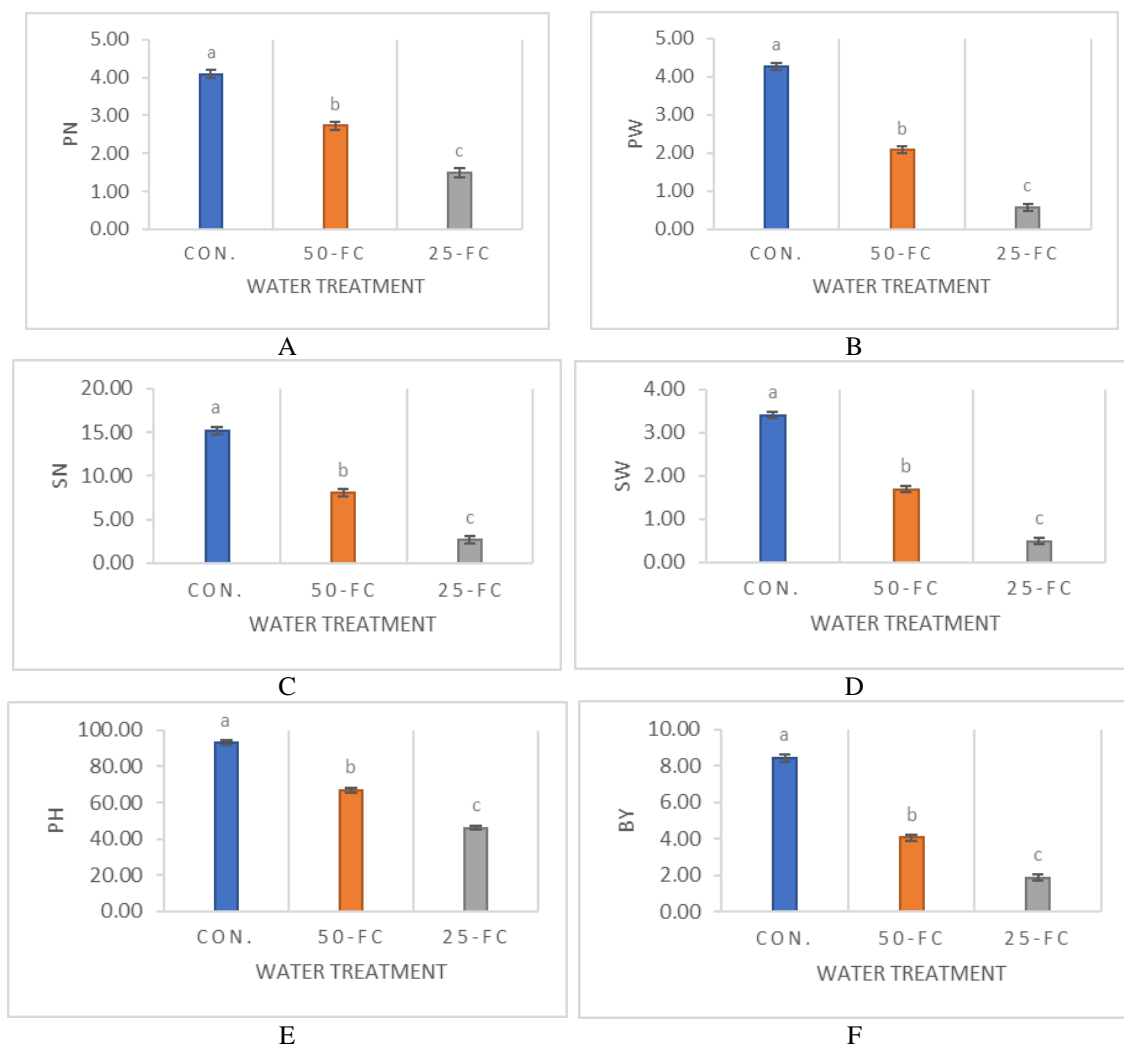 5.00
4.00
3.00
2.00
1.00
0.00
PN
a
b
c
CON.
50-FC
25-FC
WATER TREATMENT
A
5.00
4.00
3.00
2.00
1.00
0.00
PW
a
b
c
CON.
50-FC
25-FC
WATER TREATMENT
B
20.00
15.00
10.00
5.00
0.00
SN
a
b
c
CON.
50-FC
25-FC
WATER TREATMENT
C
4.00
3.00
2.00
1.00
0.00
SW
a
b
c
CON.
50-FC
25-FC
WATER TREATMENT
D
100.00
80.00
60.00
40.00
20.00
0.00
PH
a
b
c
CON.
50-FC
25-FC
WATER TREATMENT
E
10.00
8.00
6.00
4.00
2.00
0.00
BY
a
b
c
CON.
50-FC
25-FC
WATER TREATMENT
F